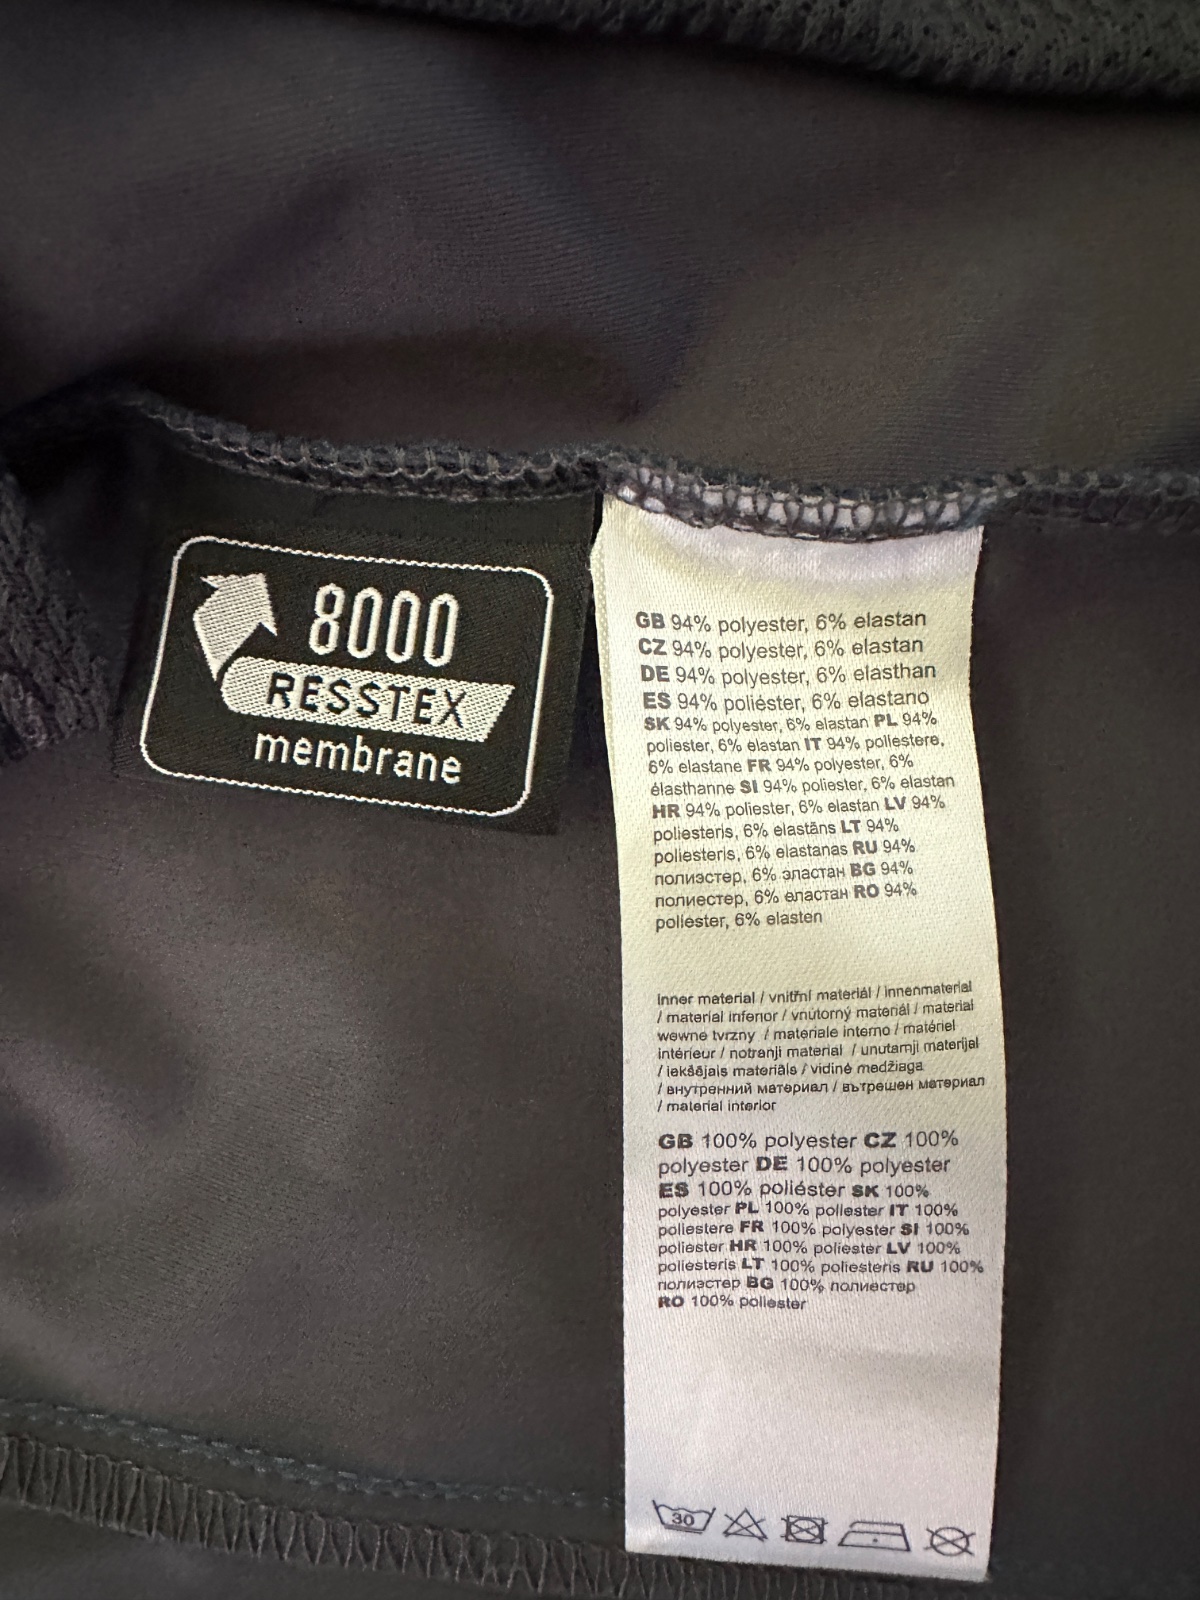 8000
RESSTEX
membrane
GB 94% polyester, 6% elastan
CZ 94% polyester, 6% elastan
DE 94% polyester, 6% elasthan
ES 94% poliéster, 6% elastano
SK 94% polyester, 6% elastan PL 94%
poliester, 6% elastan IT 94% poliestere,
6% elastane FR 94% polyester, 6%
élasthanne SI 94% poliester, 6% elastan
HR 94% poliester, 6% elastan LV 94%
poliesteris, 6% elastāns LT 94%
poliesteris, 6% elastanas RU 94%
полиэстер, 6% эластан BG 94%
полиестер, 6% еластан RO 94%
poliester, 6% elasten
Inner material / vnitřní materiál / innenmaterial
/ material inferior / vnútorný materiál / material
wewne tvrzny / materiale interno / matériel
intérieur / notranji material / unutarnji materijal
/ iekšējais materiāls / vidinė medžiaga
/ внутренний материал / вътрешен материал
/ material interior
GB 100% polyester CZ 100%
polyester DE 100% polyester
ES 100% poliéster SK 100%
polyester PL 100% poliester IT 100%
poliestere FR 100% polyester SI 100%
poliester HR 100% poliester LV 100%
poliesteris LT 100% poliesteris RU 100%
полиэстер BG 100% полиестер
RO 100% poliester
30